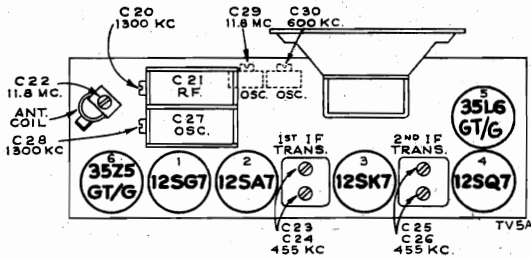 C20
1300 KC
C29
11.8 MC.
C30
600 KC.
C22
11.8 MC.
ANT.
COIL
C28
1300 KC
C21
R.F.
C27
OSC.
OSC.
OSC.
1ST IF
TRANS.
2ND IF
TRANS.
5
35L6
GT/G
6
35Z5
GT/G
1
12SG7
2
12SA7
3
12SK7
4
12SQ7
C23
C24
455 KC
C25
C26
455 KC
TV5A